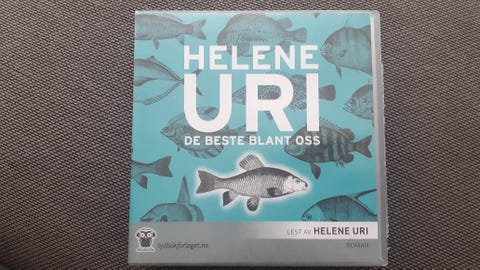 HELENE
URI
DE BESTE BLANT OSS
LEST AV HELENE URI
lydbokforlaget.no
ROMAN